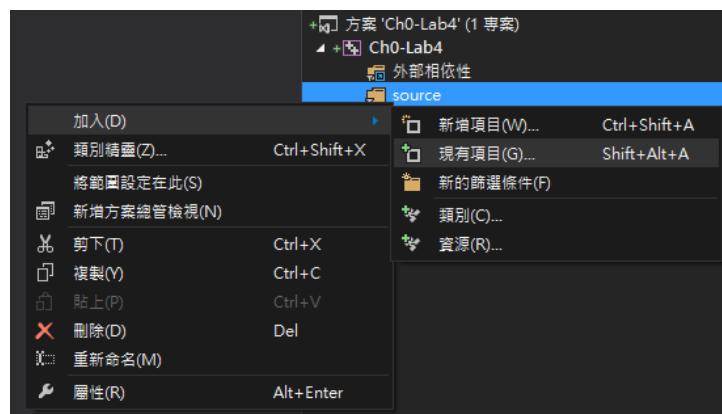 方案 'Ch0-Lab4' (1 專案)
Ch0-Lab4
外部相依性
source
加入(D)
類別精靈(Z)... Ctrl+Shift+X
將範圍設定在此(S)
新增方案總管檢視(N)
剪下(T) Ctrl+X
複製(Y) Ctrl+C
貼上(P) Ctrl+V
刪除(D) Del
重新命名(M)
屬性(R) Alt+Enter
新增項目(W)... Ctrl+Shift+A
現有項目(G)... Shift+Alt+A
新的篩選條件(F)
類別(C)...
資源(R)...